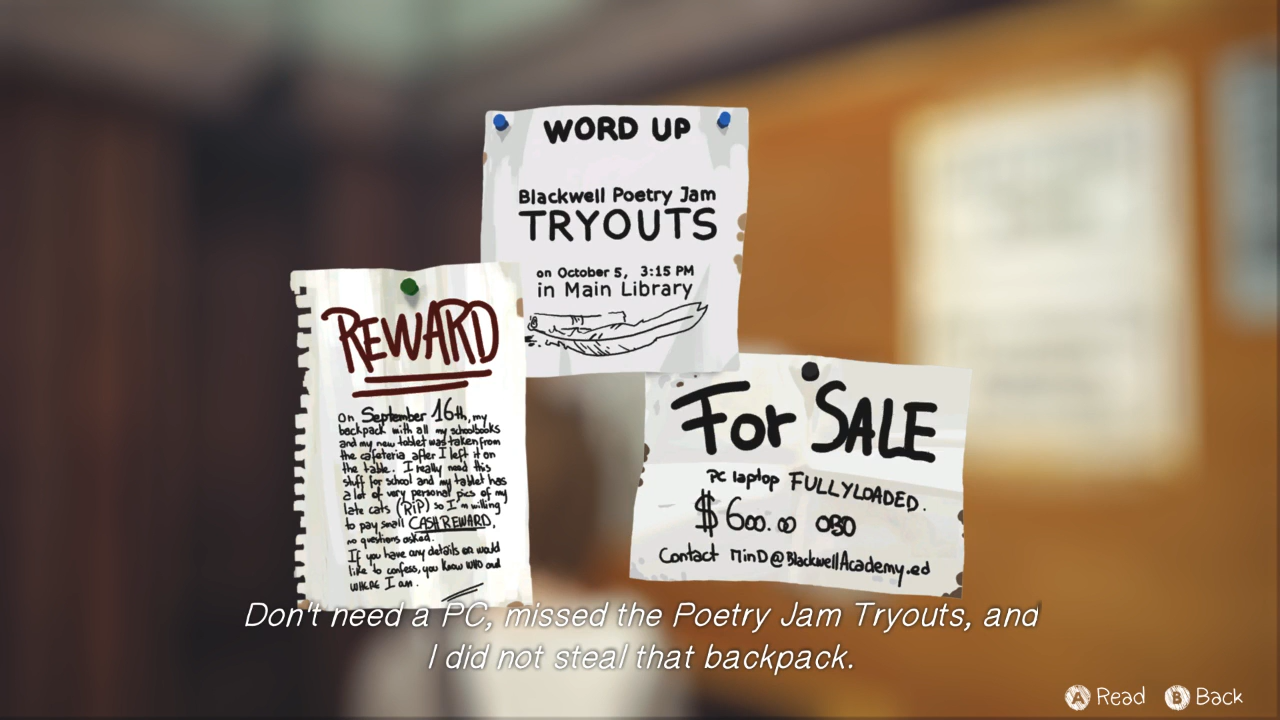 WORD UP
Blackwell Poetry Jam
TRYOUTS
on October 5, 3:15 PM
in Main Library
REWARD
On September 16th, my
backpack with all my schoolbooks
and my new tablet was taken from
the cafeteria after I left it on
the table. I really need this
stuff for school and my tablet has
a lot of very personal pics of my
late cats (RiP) so I'm willing
to pay small CASH REWARD,
no questions asked.
If you have any details or would
like to confess, you know WHO and
WHERE I am.
For SALE
PC laptop FULLYLOADED.
$600.00 OBO
Contact MinD@BlackwellAcademy.ed
Don't need a PC, missed the Poetry Jam Tryouts, and
I did not steal that backpack.
A Read B Back